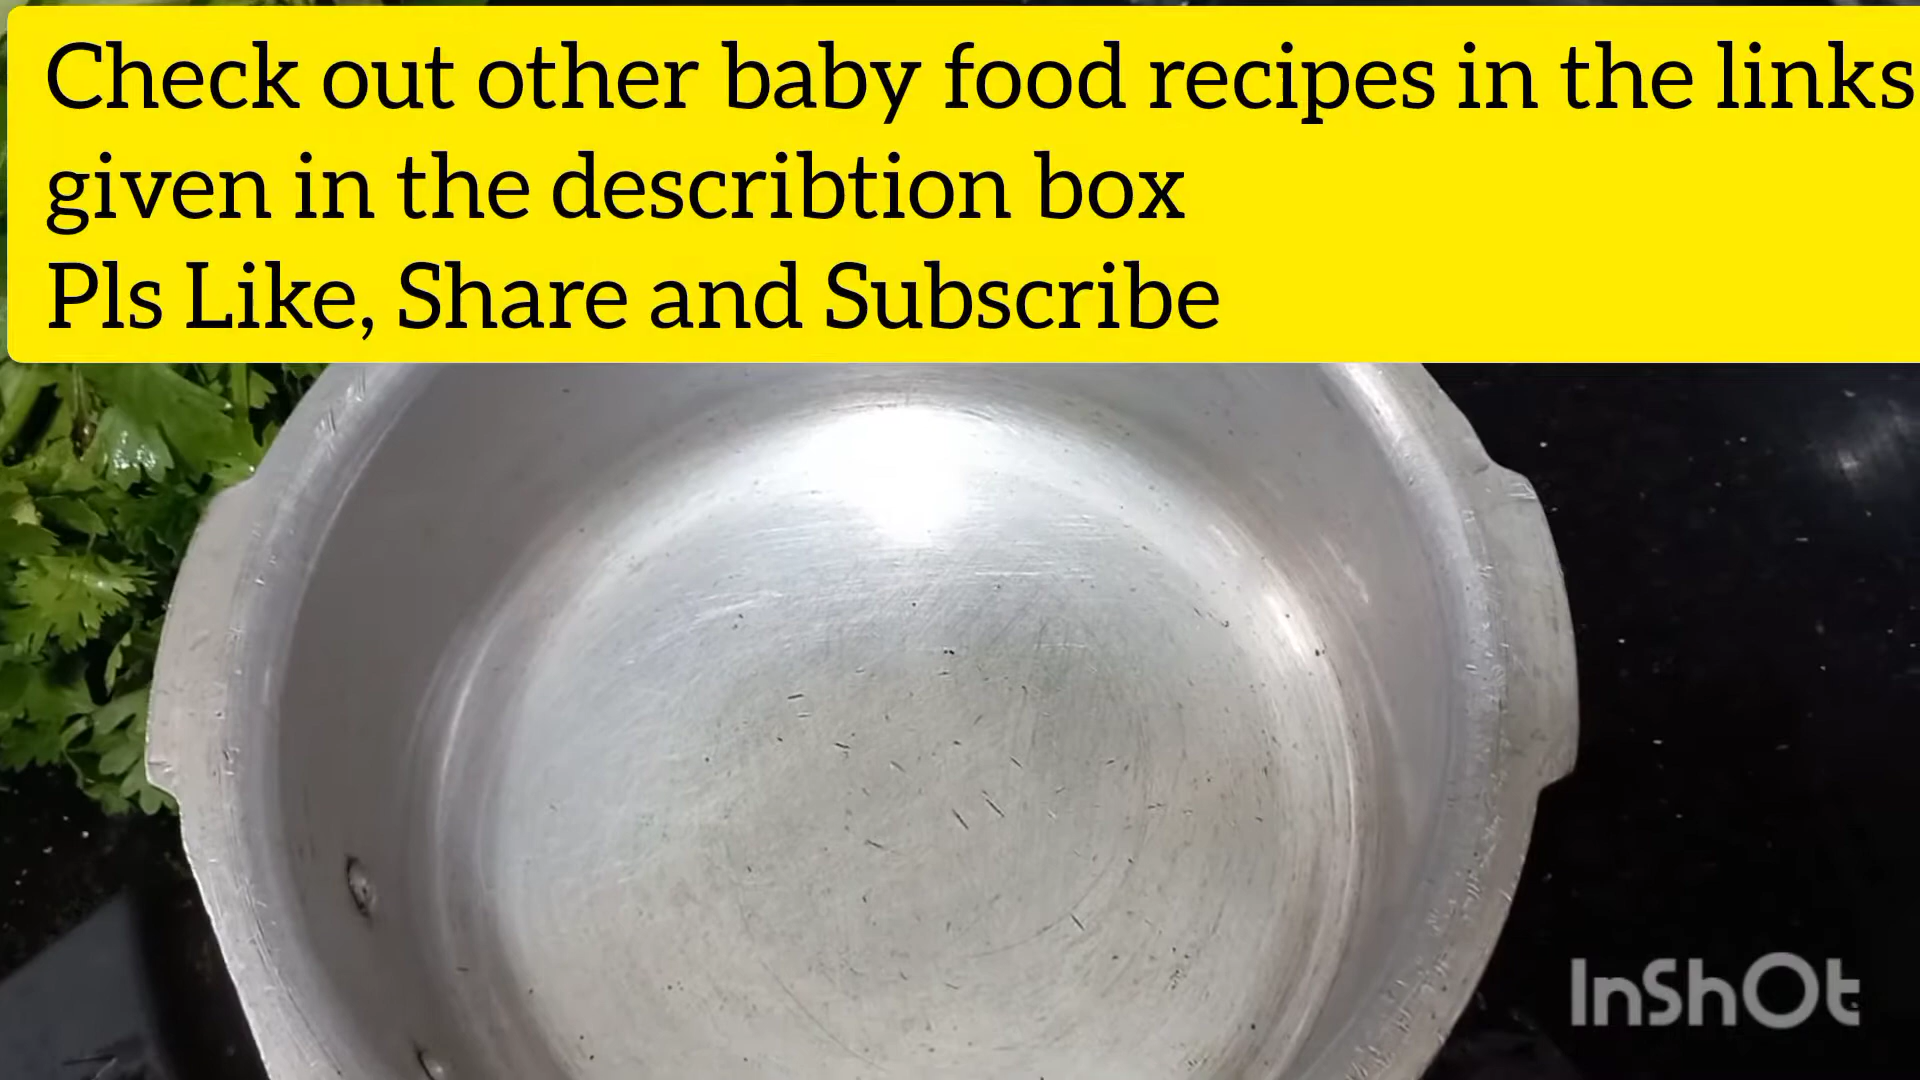 Check out other baby food recipes in the links
given in the describtion box
Pls Like, Share and Subscribe
InShOt